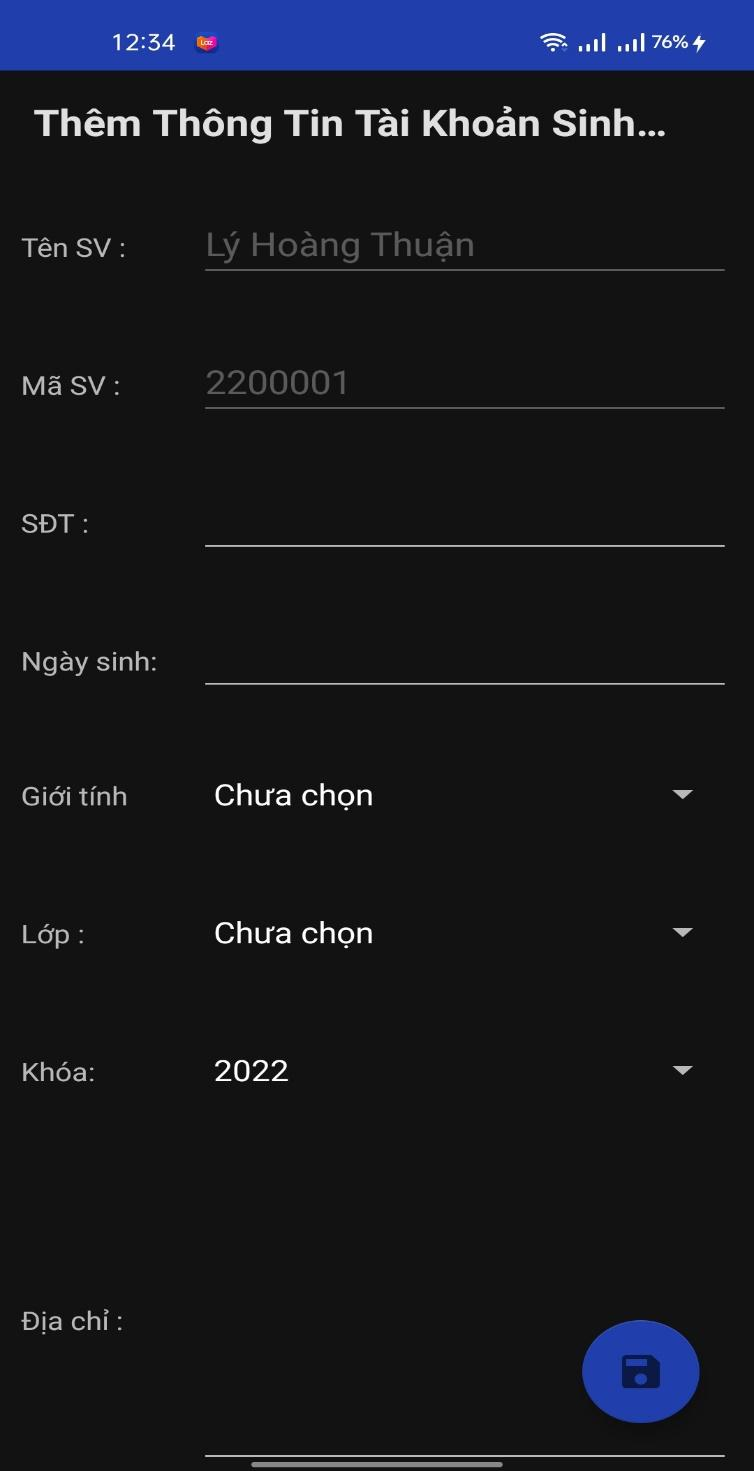 12:34 Laz 76%
Thêm Thông Tin Tài Khoản Sinh...
Tên SV : Lý Hoàng Thuận
Mã SV : 2200001
SĐT :
Ngày sinh:
Giới tính Chưa chọn
Lớp : Chưa chọn
Khóa: 2022
Địa chỉ :